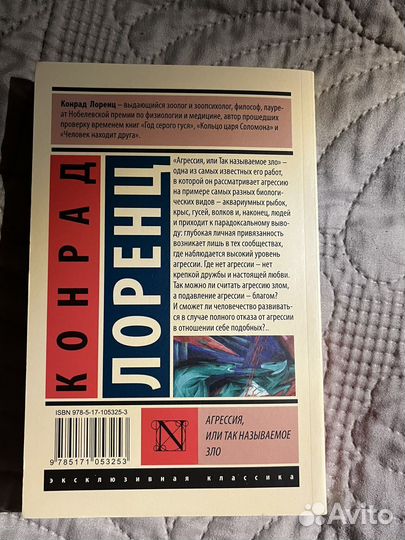 Конрад Лоренц – выдающийся зоолог и зоопсихолог, философ, лауре-
ат Нобелевской премии по физиологии и медицине, автор прошедших
проверку временем книг «Год серого гуся», «Кольцо царя Соломона» и
«Человек находит друга».
КОНРАД
ЛОРЕНЦ
«Агрессия, или Так называемое зло» –
одна из самых известных его работ,
в которой он рассматривает агрессию
на примере самых разных биологи-
ческих видов – аквариумных рыбок,
крыс, гусей, волков и, наконец, людей
и приходит к парадоксальному выво-
ду: глубокая личная привязанность
возникает лишь в тех сообществах,
где наблюдается высокий уровень
агрессии. Где нет агрессии – нет
крепкой дружбы и настоящей любви.
Так можно ли считать агрессию злом,
а подавление агрессии – благом?
И сможет ли человечество развивать-
ся в случае полного отказа от агрессии
в отношении себе подобных?..
ISBN 978-5-17-105325-3
9 785171 053253
N
АГРЕССИЯ,
ИЛИ ТАК НАЗЫВАЕМОЕ
ЗЛО
эксклюзивная классика
Avito